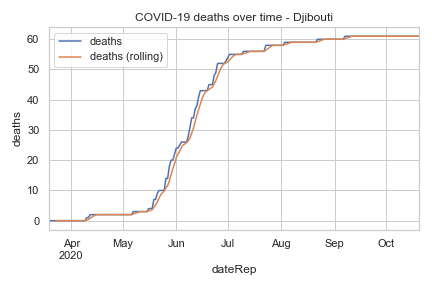 COVID-19 deaths over time - Djibouti
deaths
deaths (rolling)
60
50
40
30
20
10
0
deaths
Apr May Jun Jul Aug Sep Oct
2020
dateRep